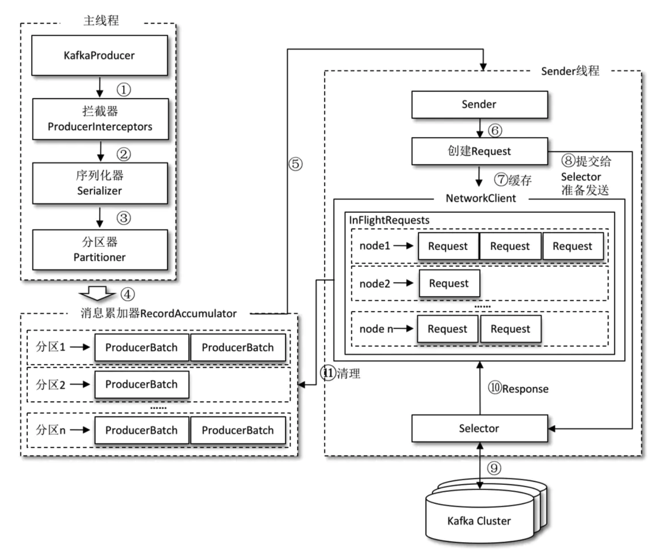 主线程
KafkaProducer
①
拦截器
ProducerInterceptors
②
序列化器
Serializer
③
分区器
Partitioner
④
消息累加器RecordAccumulator
分区1
ProducerBatch
ProducerBatch
分区2
ProducerBatch
……
分区n
ProducerBatch
ProducerBatch
⑤
Sender线程
Sender
⑥
创建Request
⑦缓存
⑧提交给
Selector
准备发送
NetworkClient
InFlightRequests
node1
Request
Request
Request
node2
Request
……
node n
Request
Request
⑪清理
⑩Response
Selector
⑨
Kafka Cluster